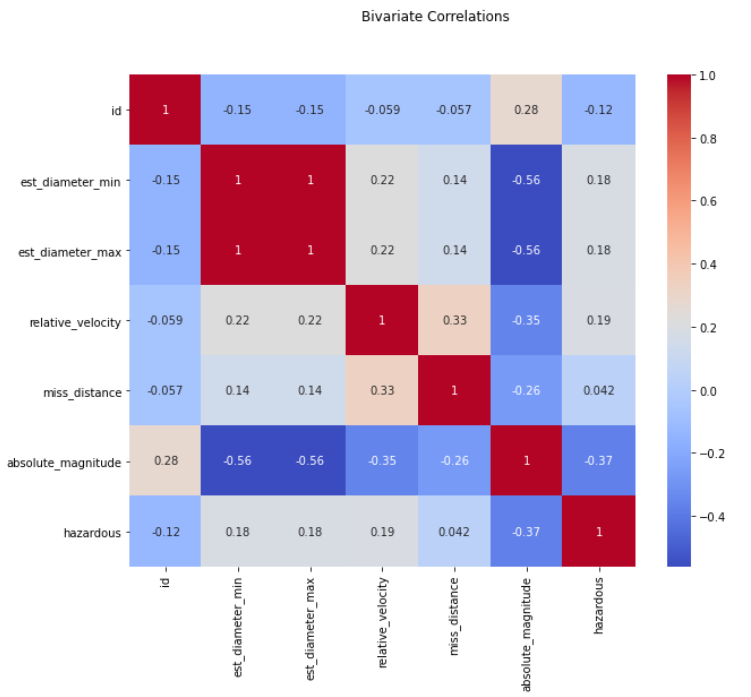 Bivariate Correlations
id 1 -0.15 -0.15 -0.059 -0.057 0.28 -0.12
est_diameter_min -0.15 1 1 0.22 0.14 -0.56 0.18
est_diameter_max -0.15 1 1 0.22 0.14 -0.56 0.18
relative_velocity -0.059 0.22 0.22 1 0.33 -0.35 0.19
miss_distance -0.057 0.14 0.14 0.33 1 -0.26 0.042
absolute_magnitude 0.28 -0.56 -0.56 -0.35 -0.26 1 -0.37
hazardous -0.12 0.18 0.18 0.19 0.042 -0.37 1
id
est_diameter_min
est_diameter_max
relative_velocity
miss_distance
absolute_magnitude
hazardous
1.0
0.8
0.6
0.4
0.2
0.0
−0.2
−0.4